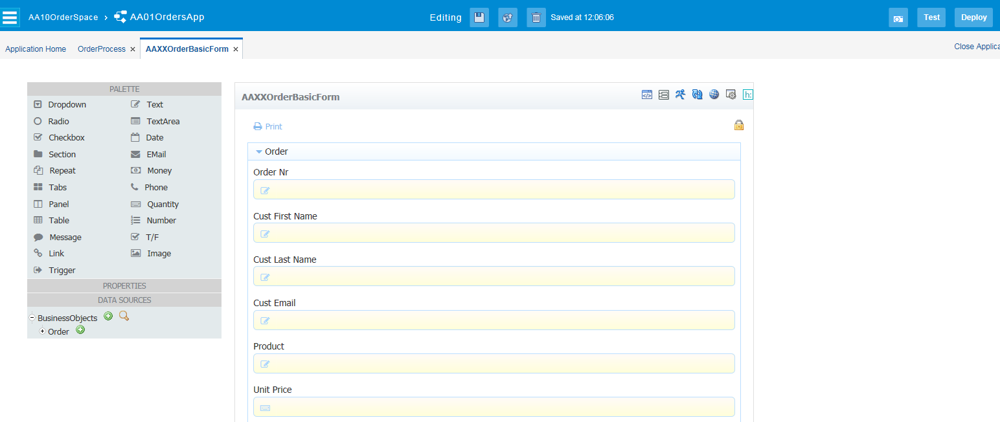 AA10OrderSpace › AA01OrdersApp Editing Saved at 12:06:06 Test Deploy
Application Home OrderProcess × AAXXOrderBasicForm × Close Applica
PALETTE
Dropdown Text
Radio TextArea
Checkbox Date
Section EMail
Repeat Money
Tabs Phone
Panel Quantity
Table Number
Message T/F
Link Image
Trigger
PROPERTIES
DATA SOURCES
BusinessObjects
Order
AAXXOrderBasicForm h:
Print
Order
Order Nr
Cust First Name
Cust Last Name
Cust Email
Product
Unit Price